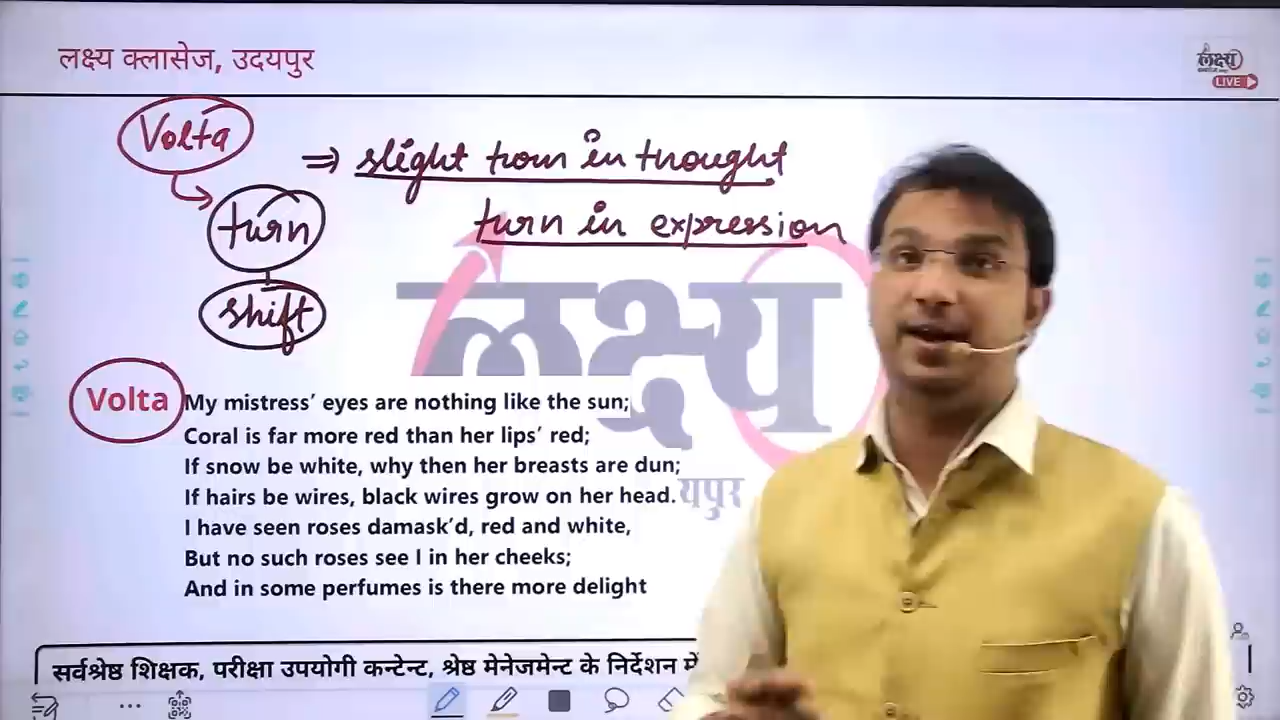 लक्ष्य क्लासेज, उदयपुर
लक्ष्य
LIVE
Volta
⇒ slight turn in thought
turn
turn in expression
shift
लक्ष्य
यपुर
Volta
My mistress’ eyes are nothing like the sun;
Coral is far more red than her lips’ red;
If snow be white, why then her breasts are dun;
If hairs be wires, black wires grow on her head.
I have seen roses damask’d, red and white,
But no such roses see I in her cheeks;
And in some perfumes is there more delight
सर्वश्रेष्ठ शिक्षक, परीक्षा उपयोगी कन्टेन्ट, श्रेष्ठ मेनेजमेन्ट के निर्देशन में